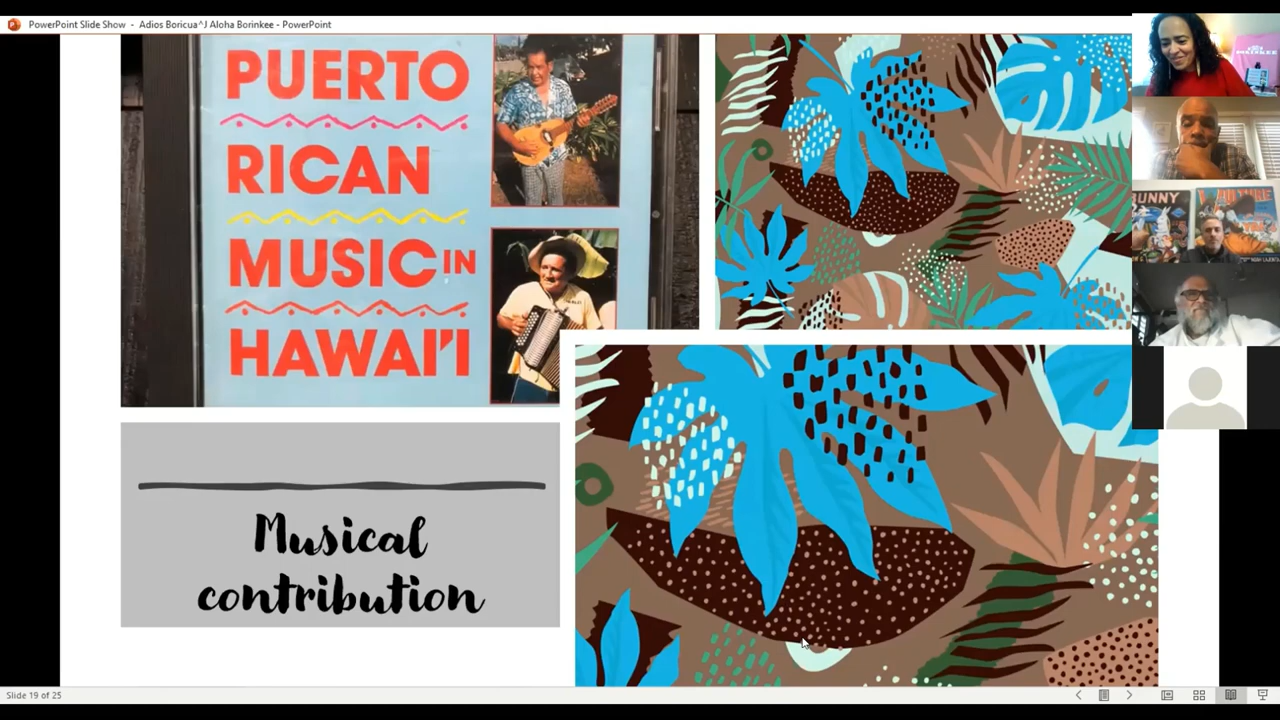 PowerPoint Slide Show - Adios Boricua^J Aloha Borinkee - PowerPoint
PUERTO
RICAN
MUSIC IN
HAWAI'I
Musical
contribution
BUNNY
Slide 19 of 25